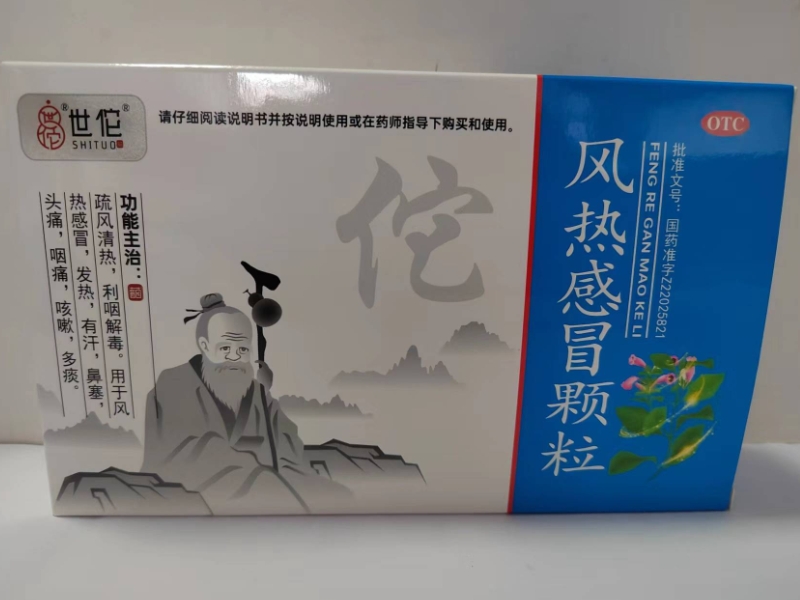 世佗
SHITUO
请仔细阅读说明书并按说明使用或在药师指导下购买和使用。
佗
功能主治：
疏风清热，利咽解毒。用于风
热感冒，发热，有汗，鼻塞，
头痛，咽痛，咳嗽，多痰。
OTC
批准文号：国药准字Z22025821
FENG RE GAN MAO KE LI
风热感冒颗粒